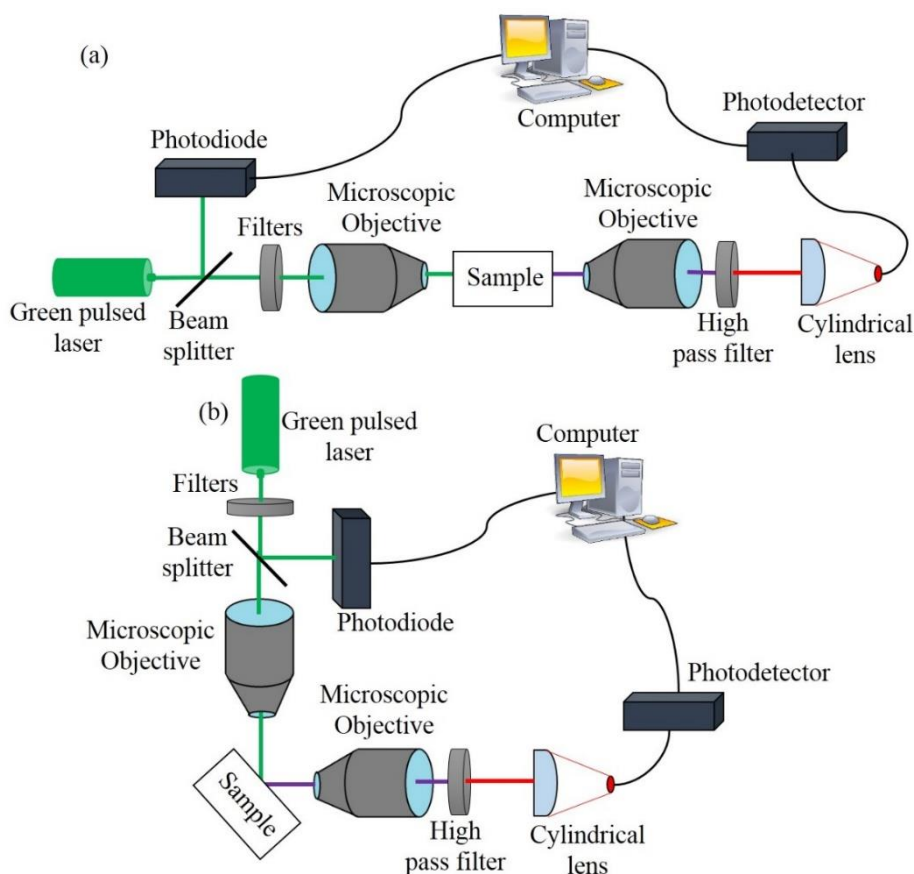 (a)
Computer
Photodetector
Photodiode
Microscopic
Objective
Microscopic
Objective
Filters
Sample
Green pulsed
laser
Beam
splitter
High
pass filter
Cylindrical
lens
(b)
Green pulsed
laser
Computer
Filters
Beam
splitter
Photodiode
Microscopic
Objective
Photodetector
Microscopic
Objective
Sample
High
pass filter
Cylindrical
lens